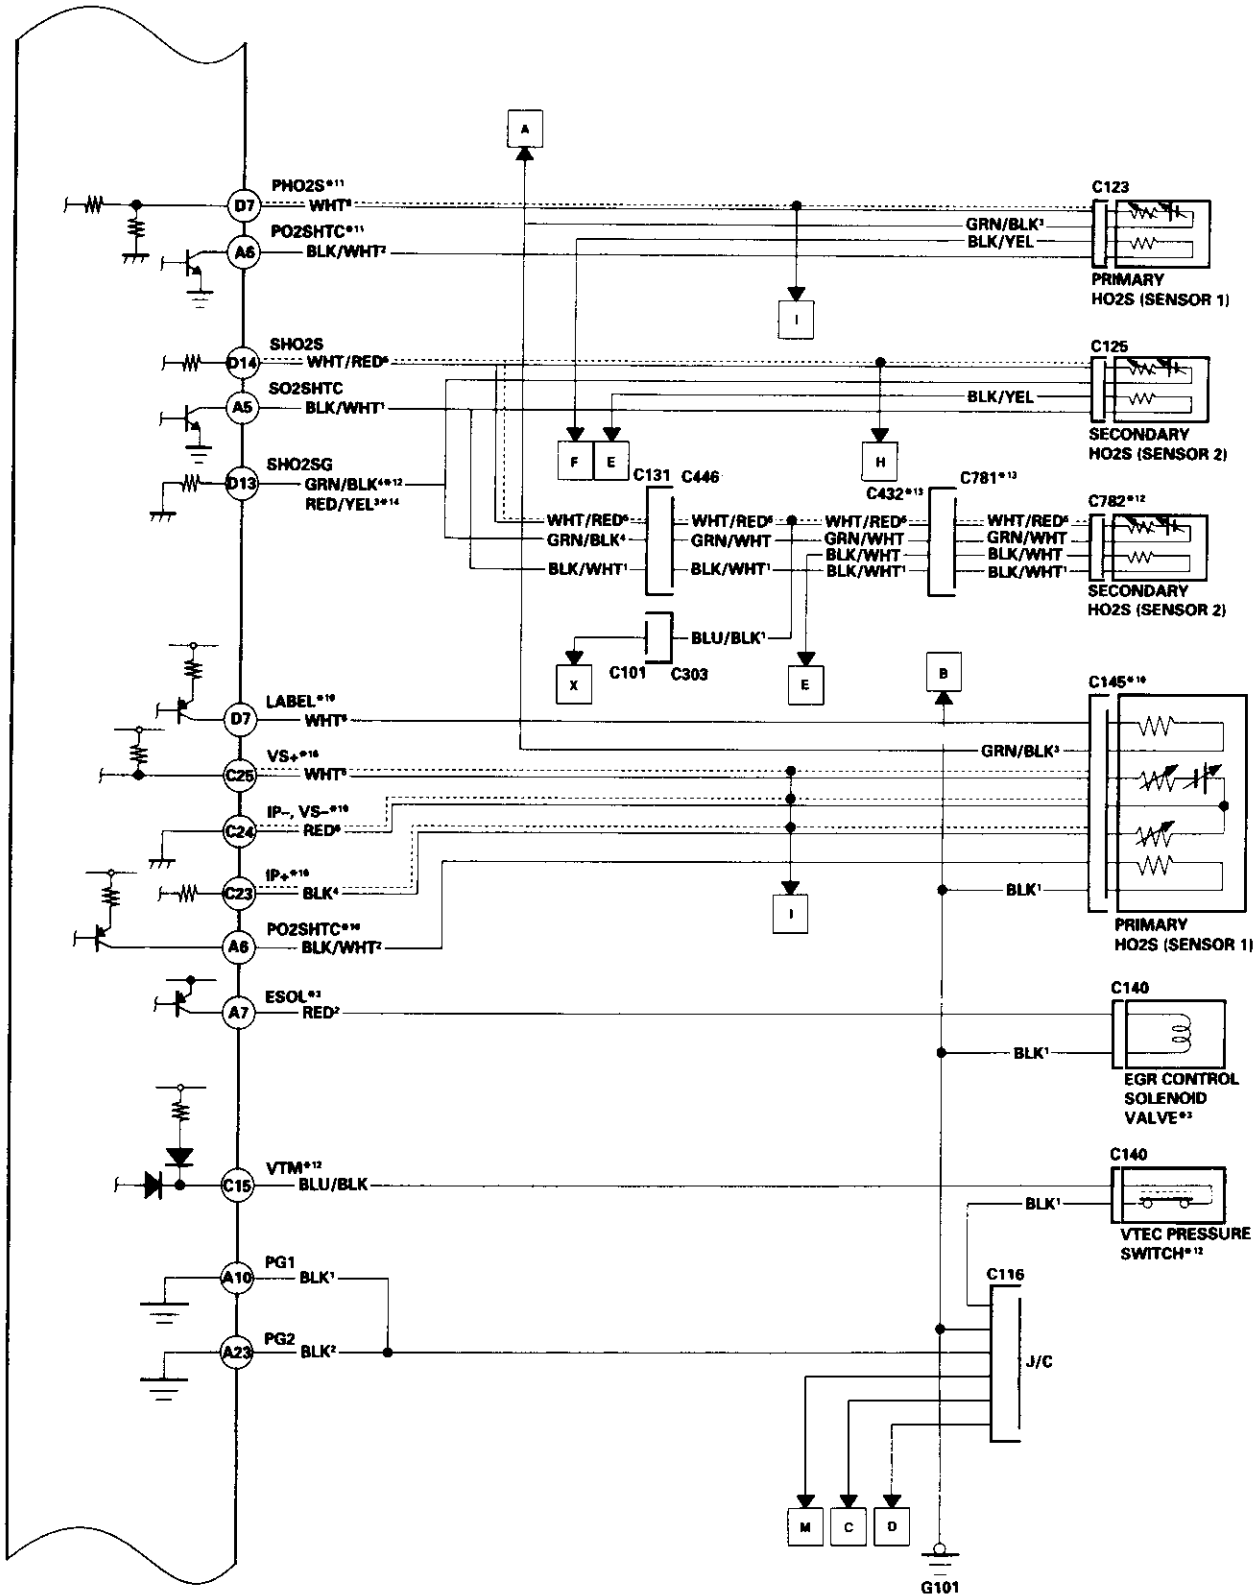 A
PHO2S*11
D7
WHT6
C123
GRN/BLK3
PO2SHTC*11
A6
BLK/WHT2
BLK/YEL
PRIMARY
HO2S (SENSOR 1)
I
SHO2S
D14
WHT/RED6
C125
SO2SHTC
A5
BLK/WHT1
BLK/YEL
SECONDARY
HO2S (SENSOR 2)
F
E
H
SHO2SG
D13
GRN/BLK4*12
RED/YEL3*14
C131
C446
C432*13
C781*13
C782*12
WHT/RED6
WHT/RED6
WHT/RED6
WHT/RED6
GRN/BLK4
GRN/WHT
GRN/WHT
GRN/WHT
BLK/WHT
BLK/WHT
BLK/WHT1
BLK/WHT1
BLK/WHT1
BLK/WHT1
SECONDARY
HO2S (SENSOR 2)
BLU/BLK1
C101
C303
X
E
B
C145*10
LABEL*10
D7
WHT6
GRN/BLK3
VS+*10
C25
WHT6
IP–, VS–*10
C24
RED6
IP+*10
C23
BLK4
BLK1
I
PO2SHTC*10
A6
BLK/WHT2
PRIMARY
HO2S (SENSOR 1)
ESOL*3
A7
RED2
C140
BLK1
EGR CONTROL
SOLENOID
VALVE*3
VTM*12
C15
BLU/BLK
C140
BLK1
VTEC PRESSURE
SWITCH*12
PG1
A10
BLK1
C116
PG2
A23
BLK2
J/C
M
C
D
G101